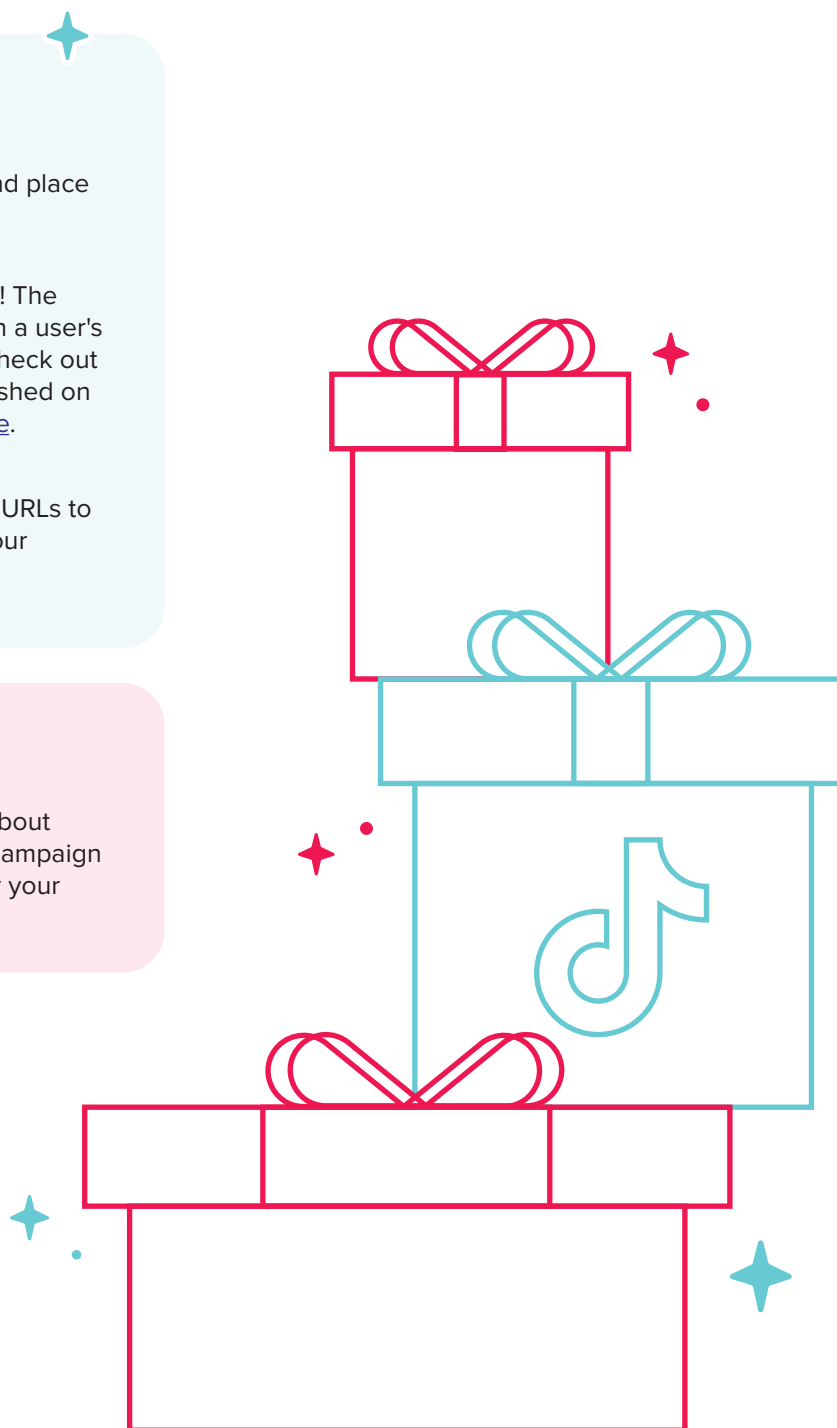 nd place
! The
n a user's
heck out
shed on
e.
URLs to
our
bout
ampaign
r your